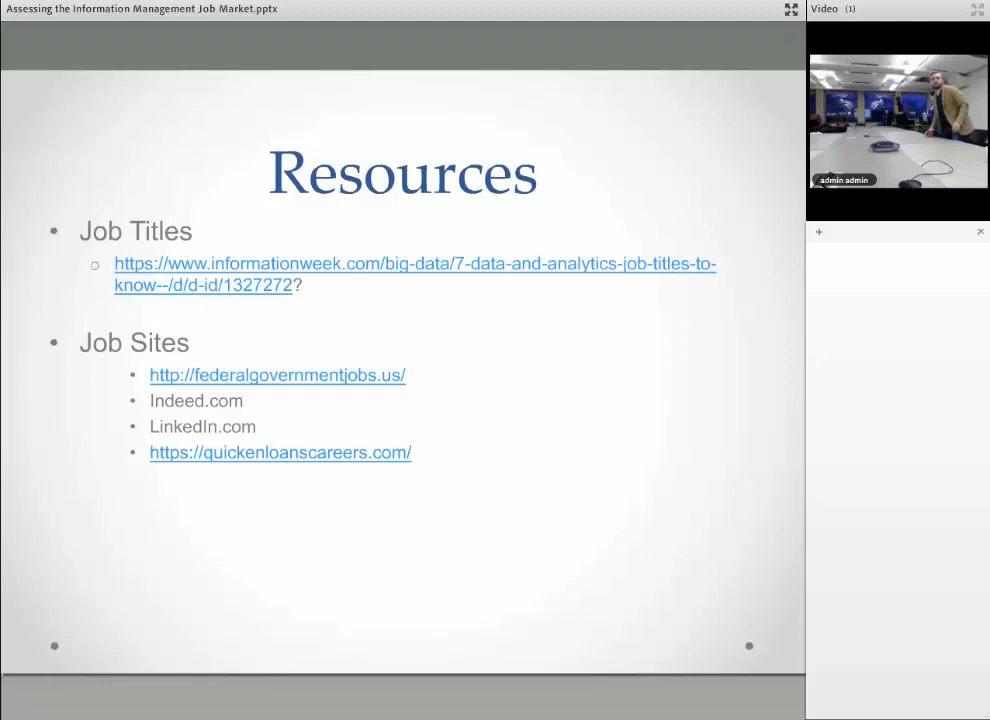 Assessing the Information Management Job Market.pptx
Video (1)
admin admin
Resources
• Job Titles
○ https://www.informationweek.com/big-data/7-data-and-analytics-job-titles-to-
know--/d/d-id/1327272?
• Job Sites
• http://federalgovernmentjobs.us/
• Indeed.com
• LinkedIn.com
• https://quickenloanscareers.com/